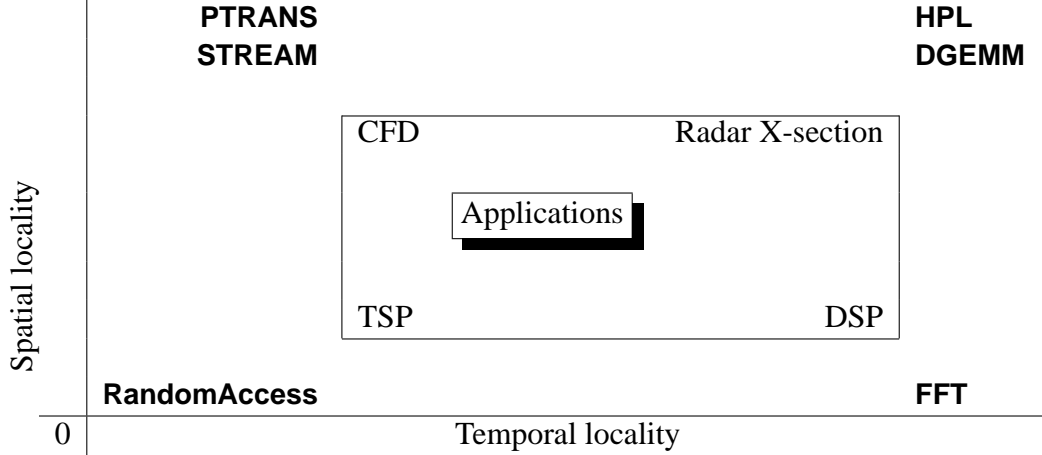 PTRANS HPL
STREAM DGEMM
CFD Radar X-section
Applications
Spatial locality
TSP DSP
RandomAccess FFT
0 Temporal locality